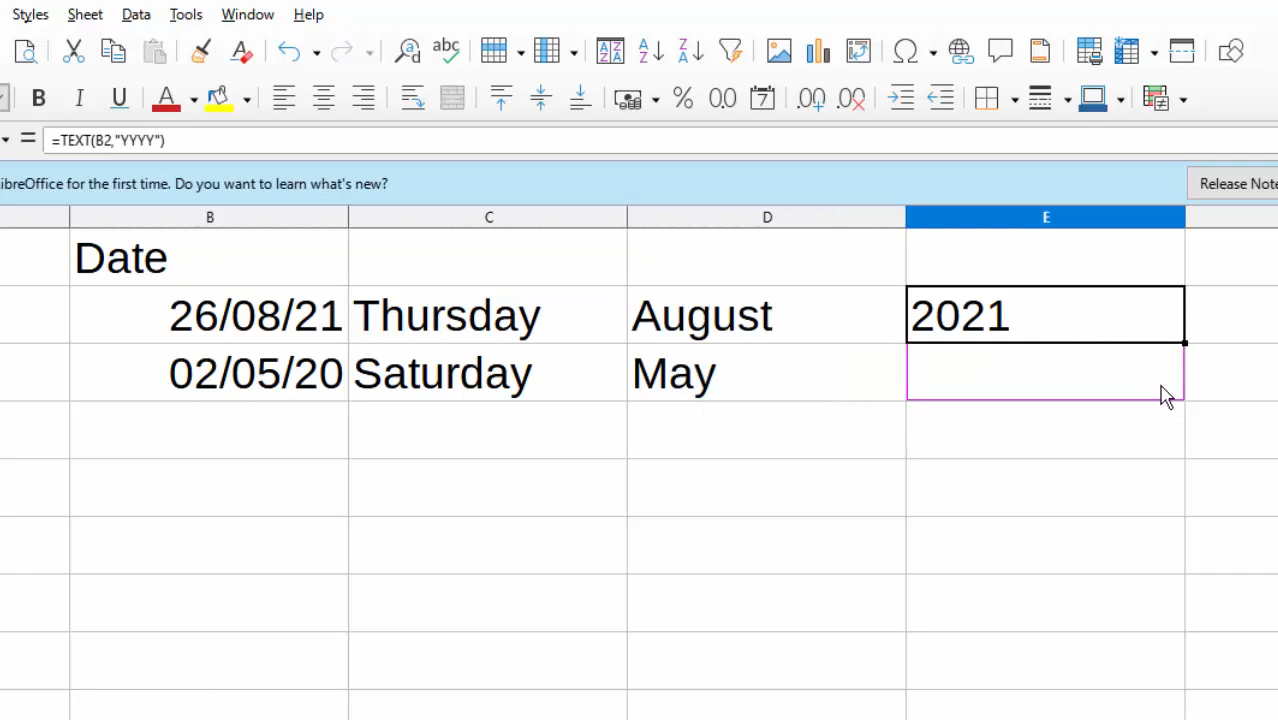 Styles Sheet Data Tools Window Help
=TEXT(B2,"YYYY")
ibreOffice for the first time. Do you want to learn what's new? Release Note
B C D E
Date
26/08/21 Thursday August 2021
02/05/20 Saturday May